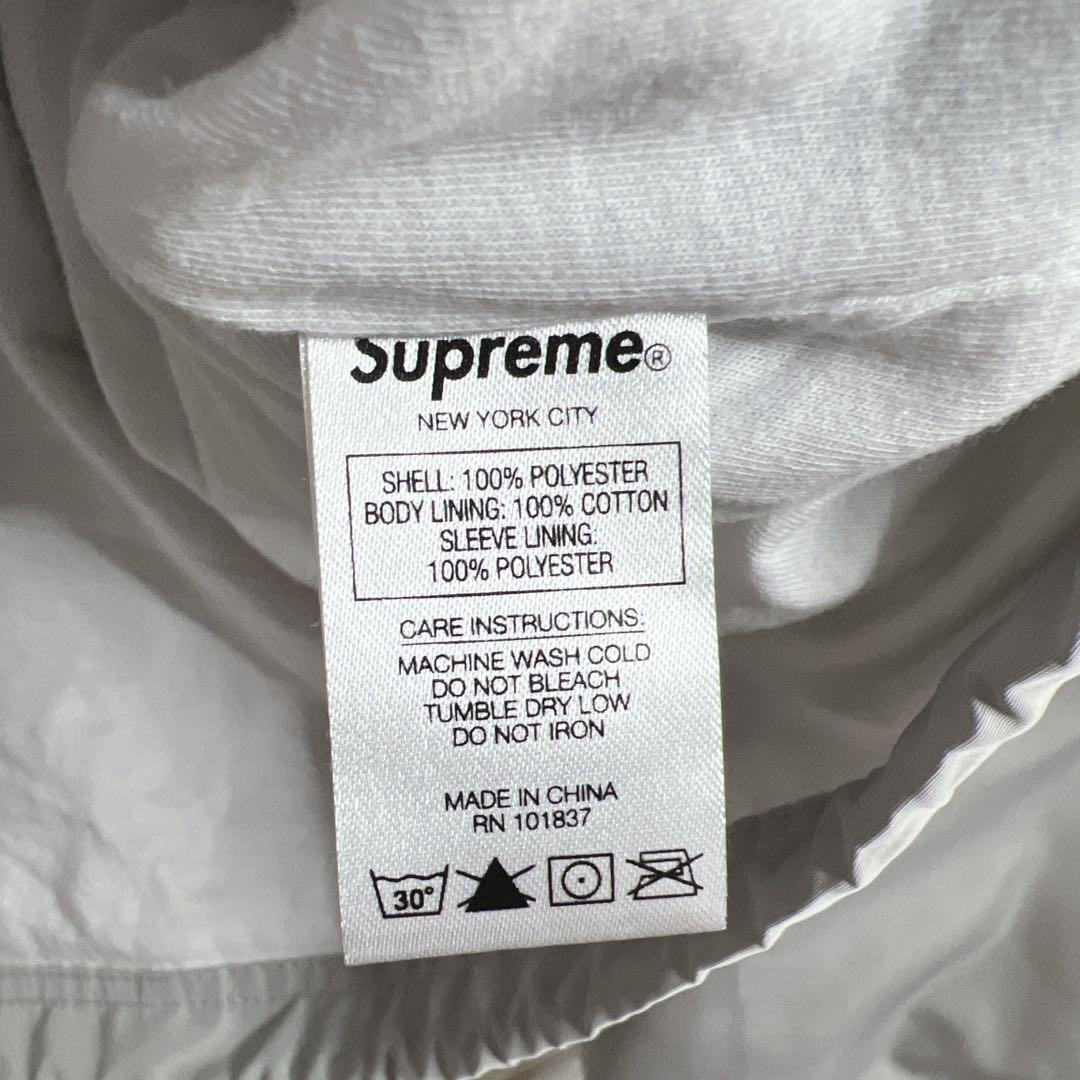 Supreme®
NEW YORK CITY
SHELL: 100% POLYESTER
BODY LINING: 100% COTTON
SLEEVE LINING:
100% POLYESTER
CARE INSTRUCTIONS:
MACHINE WASH COLD
DO NOT BLEACH
TUMBLE DRY LOW
DO NOT IRON
MADE IN CHINA
RN 101837
30°